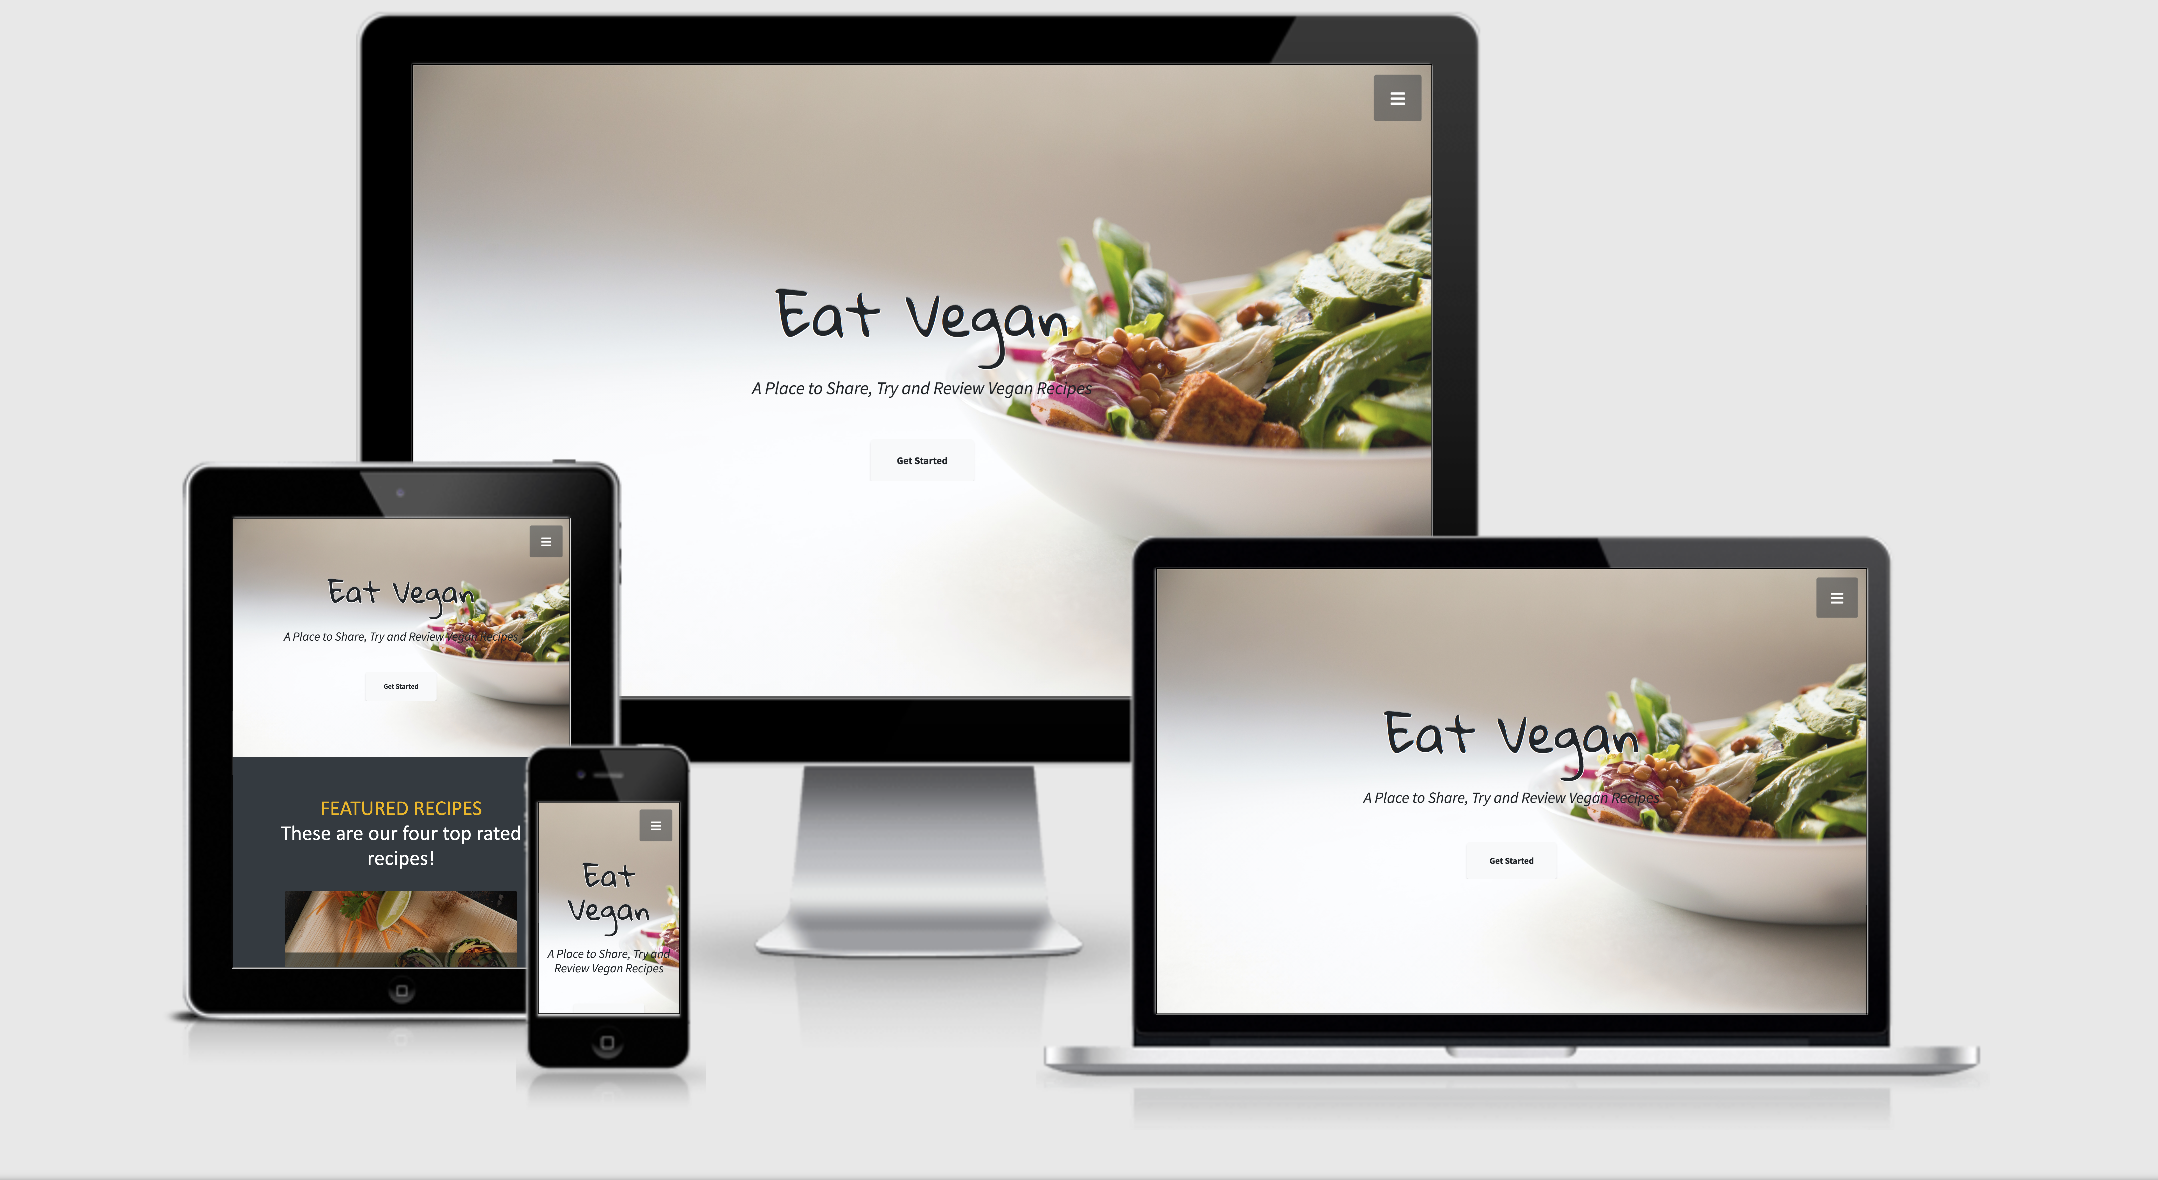 Eat Vegan
A Place to Share, Try and Review Vegan Recipes
Get Started
Eat Vegan
A Place to Share, Try and Review Vegan Recipes
Get Started
FEATURED RECIPES
These are our four top rated
recipes!
Eat
Vegan
A Place to Share, Try and
Review Vegan Recipes
Eat Vegan
A Place to Share, Try and Review Vegan Recipes
Get Started